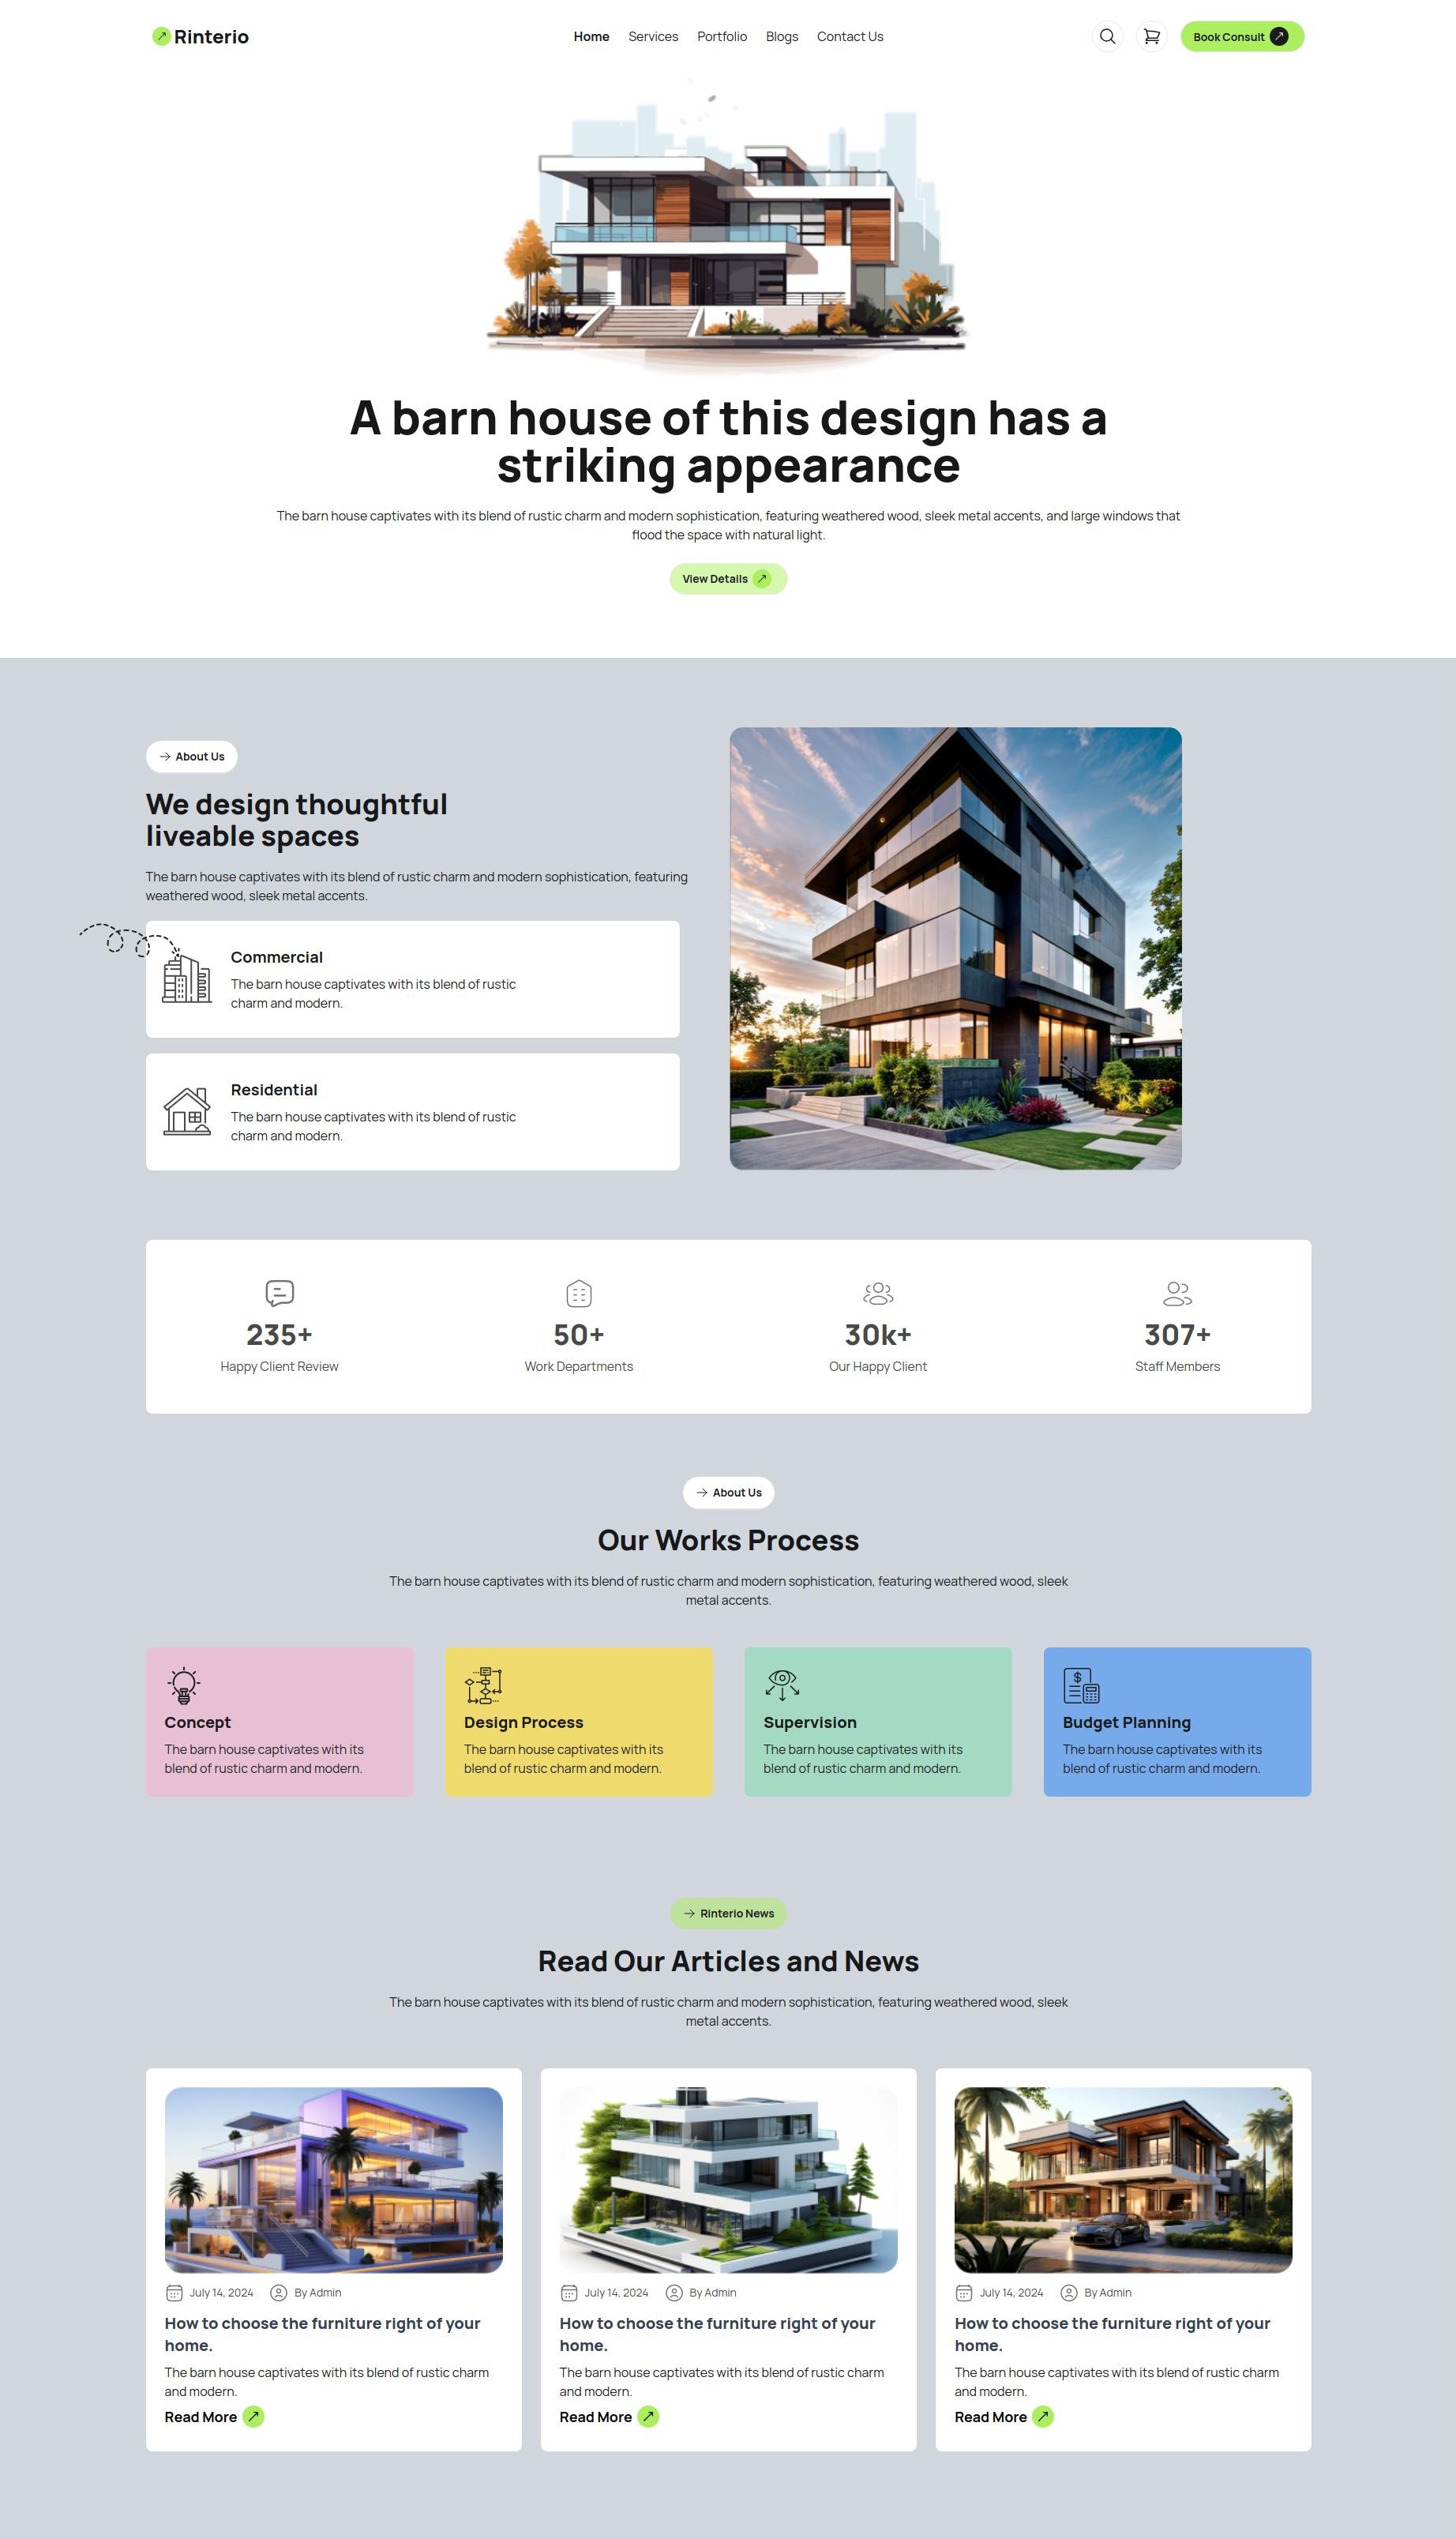 Rinterio
Home Services Portfolio Blogs Contact Us
Book Consult
A barn house of this design has a
striking appearance
The barn house captivates with its blend of rustic charm and modern sophistication, featuring weathered wood, sleek metal accents, and large windows that
flood the space with natural light.
View Details
About Us
We design thoughtful
liveable spaces
The barn house captivates with its blend of rustic charm and modern sophistication, featuring
weathered wood, sleek metal accents.
Commercial
The barn house captivates with its blend of rustic
charm and modern.
Residential
The barn house captivates with its blend of rustic
charm and modern.
235+
Happy Client Review
50+
Work Departments
30k+
Our Happy Client
307+
Staff Members
About Us
Our Works Process
The barn house captivates with its blend of rustic charm and modern sophistication, featuring weathered wood, sleek
metal accents.
Concept
The barn house captivates with its
blend of rustic charm and modern.
Design Process
The barn house captivates with its
blend of rustic charm and modern.
Supervision
The barn house captivates with its
blend of rustic charm and modern.
Budget Planning
The barn house captivates with its
blend of rustic charm and modern.
Rinterio News
Read Our Articles and News
The barn house captivates with its blend of rustic charm and modern sophistication, featuring weathered wood, sleek
metal accents.
July 14, 2024 By Admin
How to choose the furniture right of your
home.
The barn house captivates with its blend of rustic charm
and modern.
Read More
July 14, 2024 By Admin
How to choose the furniture right of your
home.
The barn house captivates with its blend of rustic charm
and modern.
Read More
July 14, 2024 By Admin
How to choose the furniture right of your
home.
The barn house captivates with its blend of rustic charm
and modern.
Read More